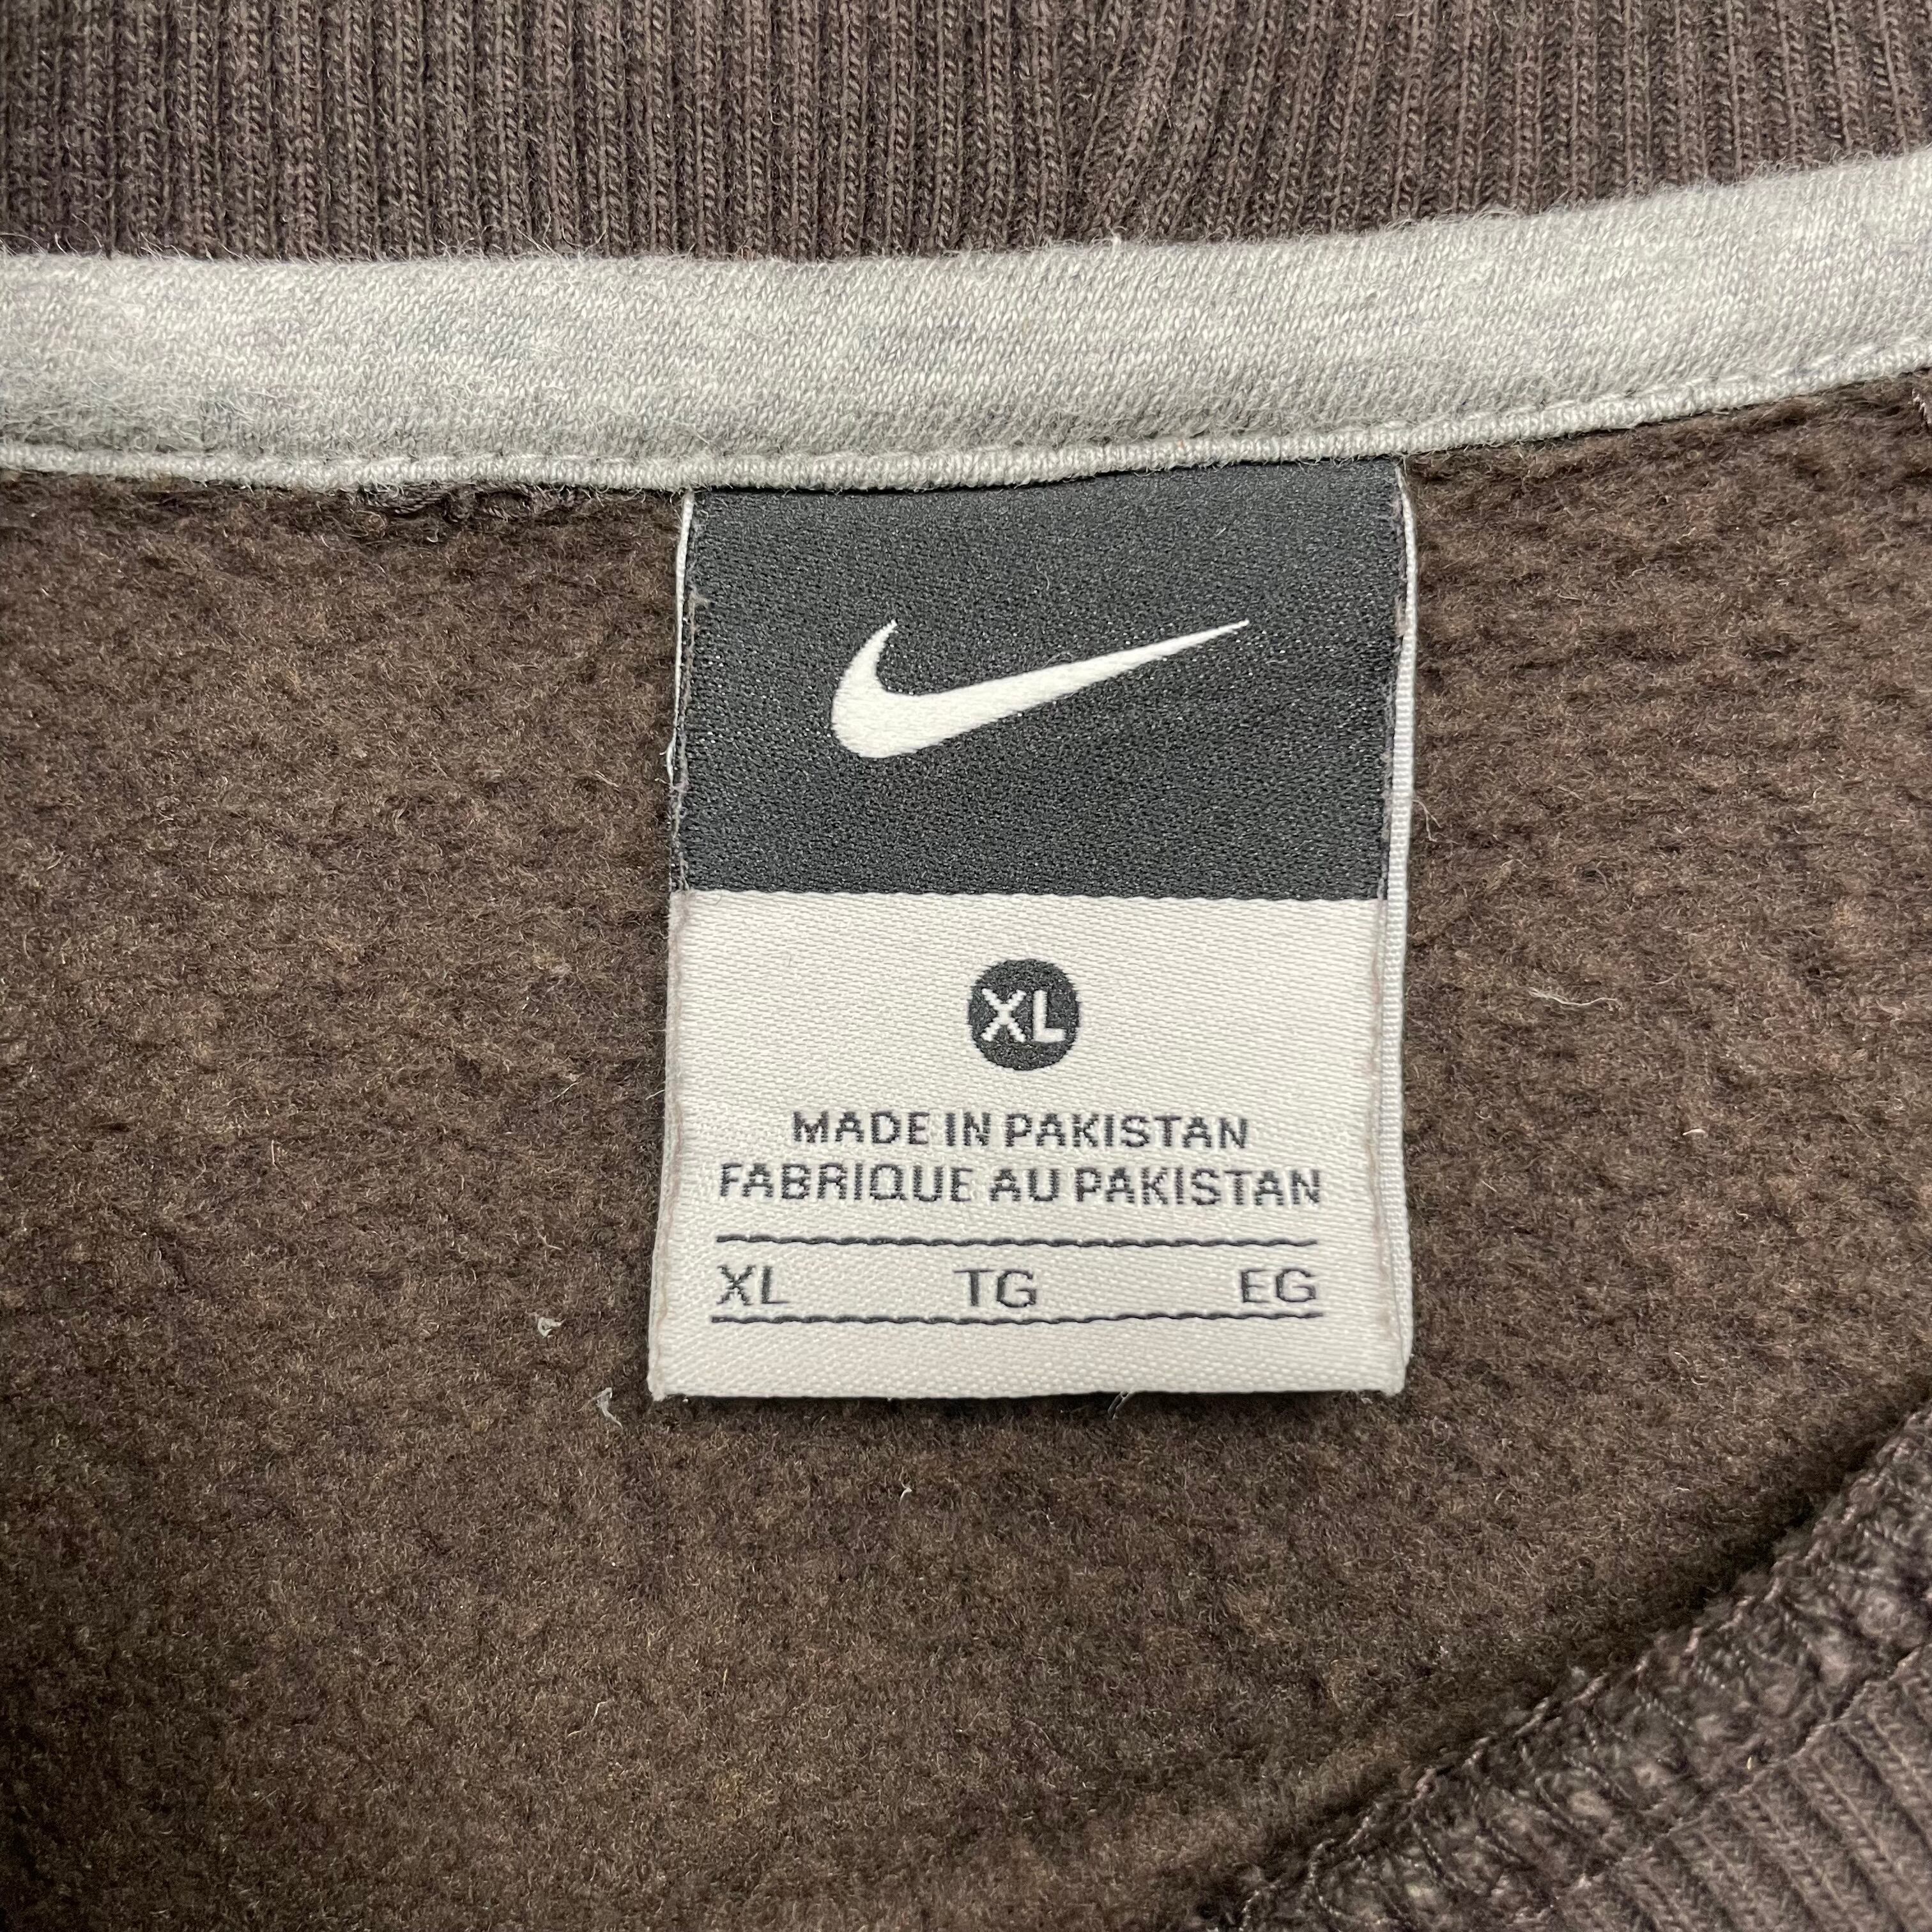 XL
MADE IN PAKISTAN
FABRIQUE AU PAKISTAN
XL TG EG